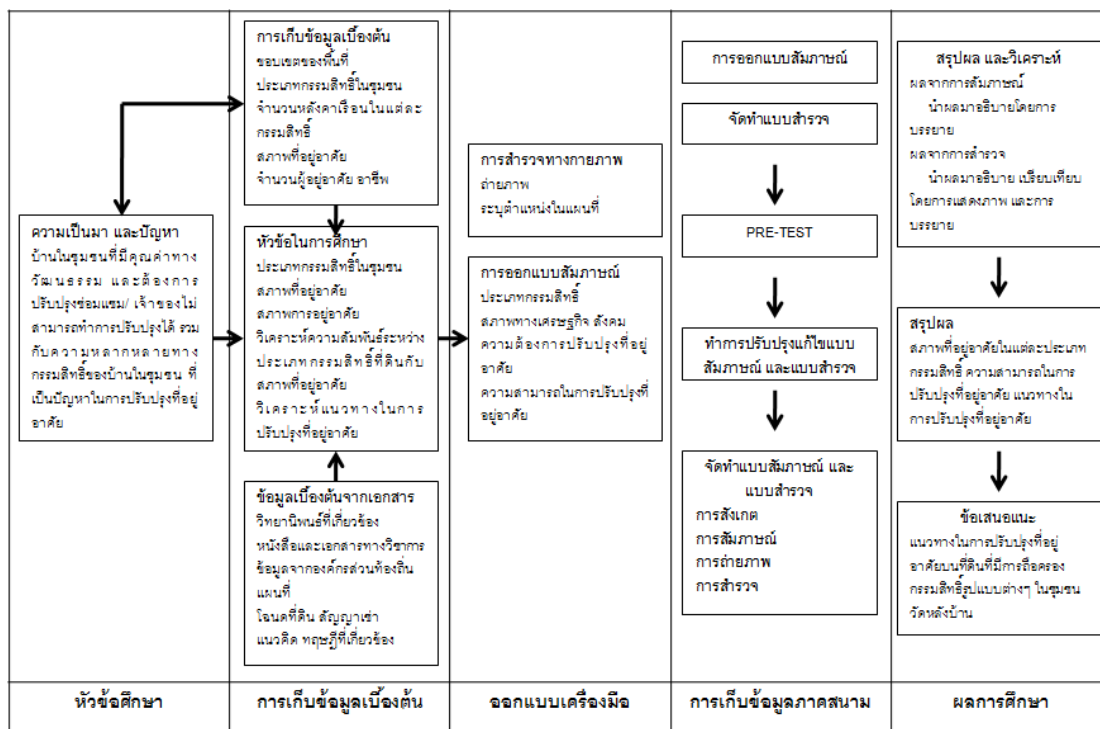 การเก็บข้อมูลเบื้องต้น
ขอบเขตของพื้นที่
ประเภทกรรมสิทธิ์ในชุมชน
จำนวนหลังคาเรือนในแต่ละ
กรรมสิทธิ์
สภาพที่อยู่อาศัย
จำนวนผู้อยู่อาศัย อาชีพ
ความเป็นมา และปัญหา
บ้านในชุมชนที่มีคุณค่าทาง
วัฒนธรรม และต้องการ
ปรับปรุงซ่อมแซม/ เจ้าของไม่
สามารถทำการปรับปรุงได้ รวม
กับความหลากหลายทาง
กรรมสิทธิ์ของบ้านในชุมชน ที่
เป็นปัญหาในการปรับปรุงที่อยู่
อาศัย
หัวข้อในการศึกษา
ประเภทกรรมสิทธิ์ในชุมชน
สภาพที่อยู่อาศัย
สภาพการอยู่อาศัย
วิเคราะห์ความสัมพันธ์ระหว่าง
ประเภทกรรมสิทธิ์ที่ดินกับ
สภาพที่อยู่อาศัย
วิเคราะห์แนวทางในการ
ปรับปรุงที่อยู่อาศัย
ข้อมูลเบื้องต้นจากเอกสาร
วิทยานิพนธ์ที่เกี่ยวข้อง
หนังสือและเอกสารทางวิชาการ
ข้อมูลจากองค์กรส่วนท้องถิ่น
แผนที่
โฉนดที่ดิน สัญญาเช่า
แนวคิด ทฤษฎีที่เกี่ยวข้อง
การสำรวจทางกายภาพ
ถ่ายภาพ
ระบุตำแหน่งในแผนที่
การออกแบบสัมภาษณ์
ประเภทกรรมสิทธิ์
สภาพทางเศรษฐกิจ สังคม
ความต้องการปรับปรุงที่อยู่
อาศัย
ความสามารถในการปรับปรุงที่
อยู่อาศัย
การออกแบบสัมภาษณ์
จัดทำแบบสำรวจ
PRE-TEST
ทำการปรับปรุงแก้ไขแบบ
สัมภาษณ์ และแบบสำรวจ
จัดทำแบบสัมภาษณ์ และ
แบบสำรวจ
การสังเกต
การสัมภาษณ์
การถ่ายภาพ
การสำรวจ
สรุปผล และวิเคราะห์
ผลจากการสัมภาษณ์
นำผลมาอธิบายโดยการ
บรรยาย
ผลจากการสำรวจ
นำผลมาอธิบาย เปรียบเทียบ
โดยการแสดงภาพ และการ
บรรยาย
สรุปผล
สภาพที่อยู่อาศัยในแต่ละประเภท
กรรมสิทธิ์ ความสามารถในการ
ปรับปรุงที่อยู่อาศัย แนวทางใน
การปรับปรุงที่อยู่อาศัย
ข้อเสนอแนะ
แนวทางในการปรับปรุงที่อยู่
อาศัยบนที่ดินที่มีการถือครอง
กรรมสิทธิ์รูปแบบต่างๆ ในชุมชน
วัดหลังบ้าน
หัวข้อศึกษา
การเก็บข้อมูลเบื้องต้น
ออกแบบเครื่องมือ
การเก็บข้อมูลภาคสนาม
ผลการศึกษา